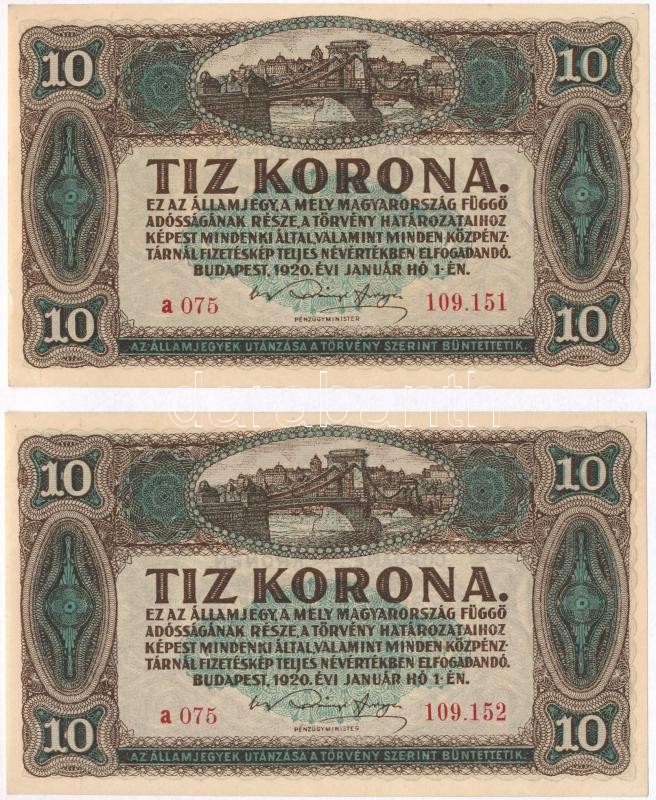 10 10
TIZ KORONA.
EZ AZ ÁLLAMJEGY, A MELY MAGYARORSZÁG FÜGGŐ
ADÓSSÁGÁNAK RÉSZE, A TÖRVÉNY HATÁROZATAIHOZ
KÉPEST MINDENKI ÁLTAL, VALAMINT MINDEN KÖZPÉNZ-
TÁRNÁL FIZETÉSKÉP TELJES NÉVÉRTÉKBEN ELFOGADANDÓ.
BUDAPEST, 1920. ÉVI JANUÁR HÓ 1-ÉN.
a 075 109.151
PÉNZÜGYMINISTER
10 10
AZ ÁLLAMJEGYEK UTÁNZÁSA A TÖRVÉNY SZERINT BÜNTETTETIK.
darabanth
10 10
TIZ KORONA.
EZ AZ ÁLLAMJEGY, A MELY MAGYARORSZÁG FÜGGŐ
ADÓSSÁGÁNAK RÉSZE, A TÖRVÉNY HATÁROZATAIHOZ
KÉPEST MINDENKI ÁLTAL, VALAMINT MINDEN KÖZPÉNZ-
TÁRNÁL FIZETÉSKÉP TELJES NÉVÉRTÉKBEN ELFOGADANDÓ.
BUDAPEST, 1920. ÉVI JANUÁR HÓ 1-ÉN.
a 075 109.152
PÉNZÜGYMINISTER
10 10
AZ ÁLLAMJEGYEK UTÁNZÁSA A TÖRVÉNY SZERINT BÜNTETTETIK.